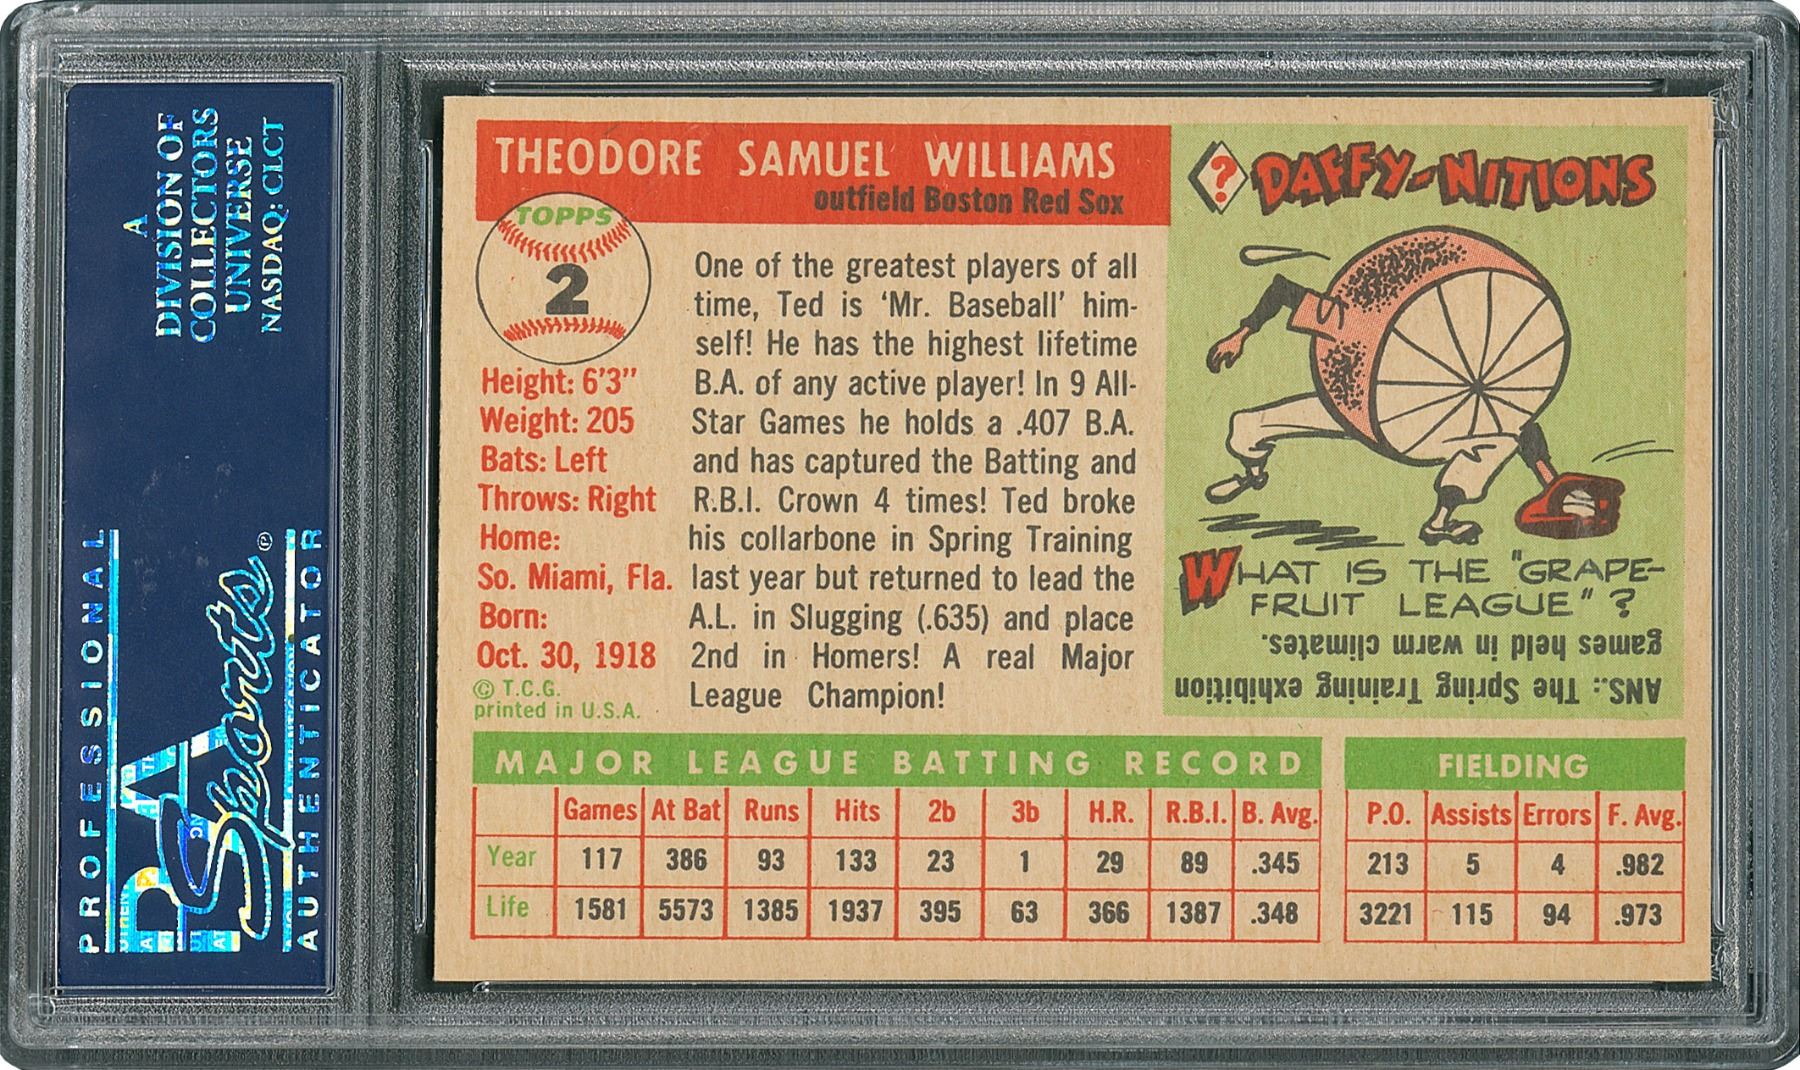 A
DIVISION OF
COLLECTORS
UNIVERSE
NASDAQ: CLCT
PROFESSIONAL
PSA
Sports
AUTHENTICATOR
THEODORE SAMUEL WILLIAMS
outfield Boston Red Sox
TOPPS
2
Height: 6'3"
Weight: 205
Bats: Left
Throws: Right
Home:
So. Miami, Fla.
Born:
Oct. 30, 1918
© T.C.G.
printed in U.S.A.
One of the greatest players of all
time, Ted is 'Mr. Baseball' him-
self! He has the highest lifetime
B.A. of any active player! In 9 All-
Star Games he holds a .407 B.A.
and has captured the Batting and
R.B.I. Crown 4 times! Ted broke
his collarbone in Spring Training
last year but returned to lead the
A.L. in Slugging (.635) and place
2nd in Homers! A real Major
League Champion!
? DAFFY-NITIONS
WHAT IS THE "GRAPE-
FRUIT LEAGUE"?
ANS.: The Spring Training exhibition
games held in warm climates.
MAJOR LEAGUE BATTING RECORD
Games At Bat Runs Hits 2b 3b H.R. R.B.I. B. Avg.
Year 117 386 93 133 23 1 29 89 .345
Life 1581 5573 1385 1937 395 63 366 1387 .348
FIELDING
P.O. Assists Errors F. Avg.
213 5 4 .982
3221 115 94 .973